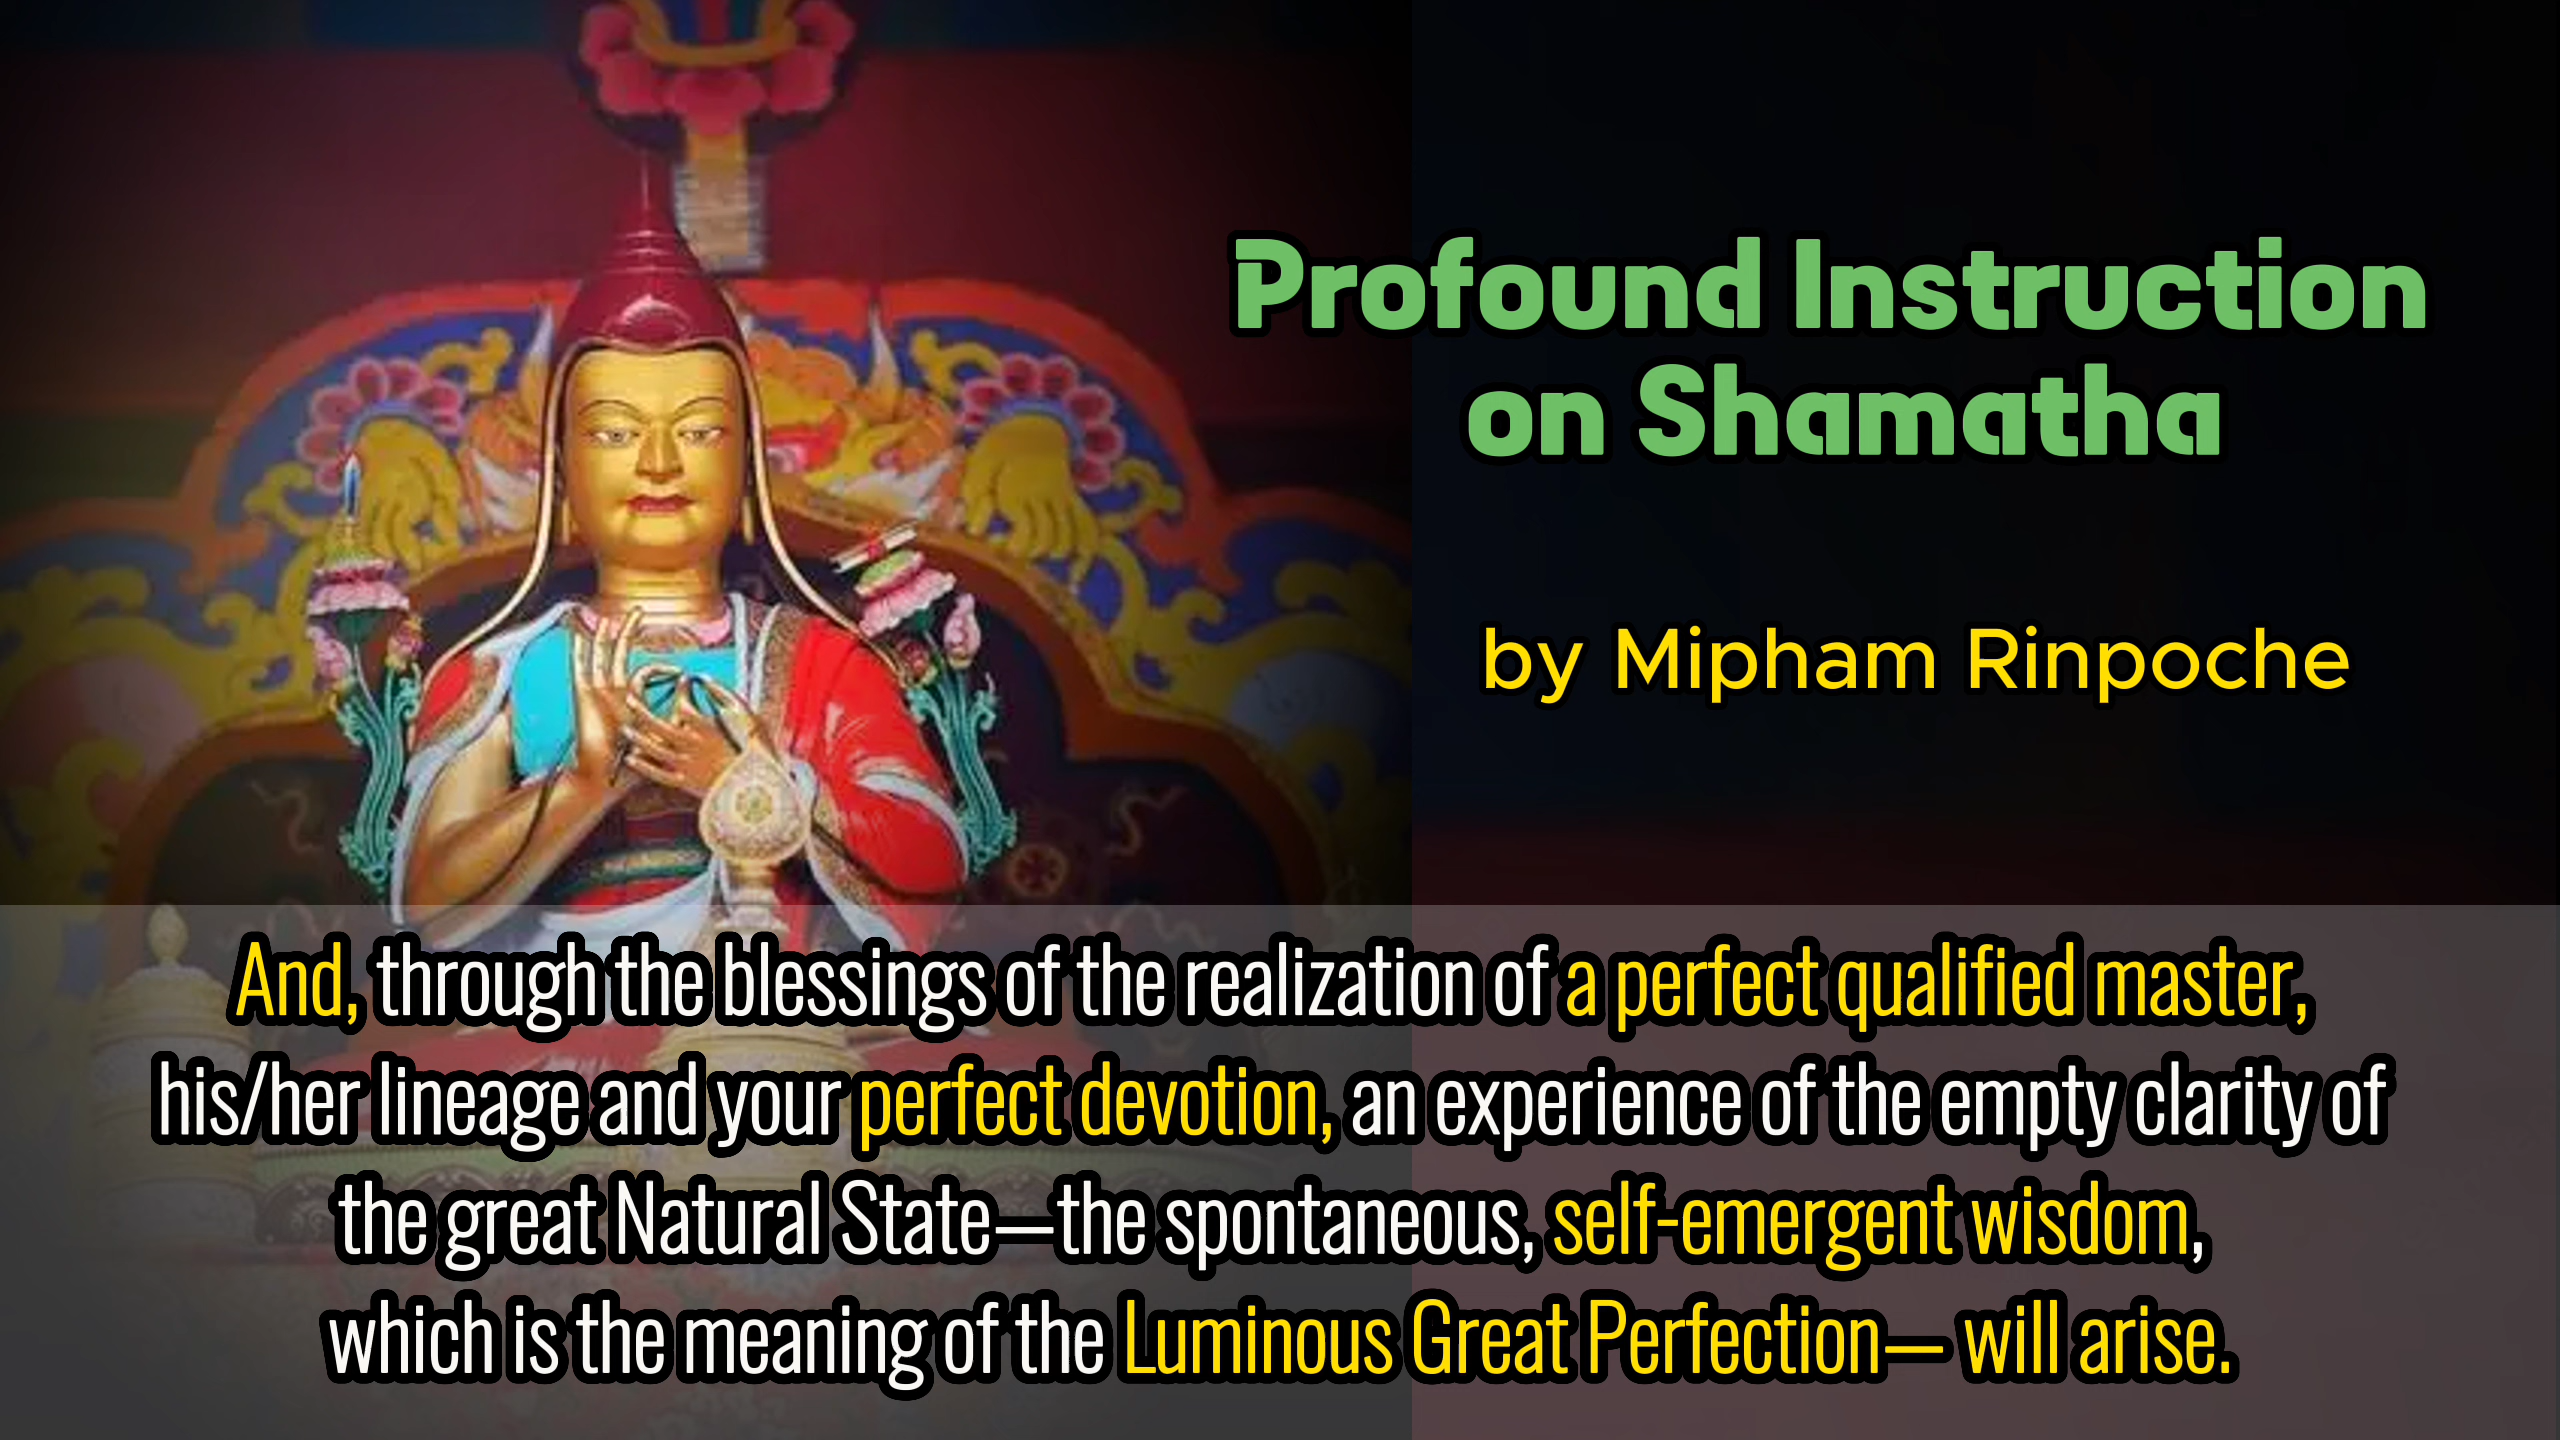 Profound Instruction
on Shamatha
by Mipham Rinpoche
And, through the blessings of the realization of a perfect qualified master,
his/her lineage and your perfect devotion, an experience of the empty clarity of
the great Natural State—the spontaneous, self-emergent wisdom,
which is the meaning of the Luminous Great Perfection— will arise.